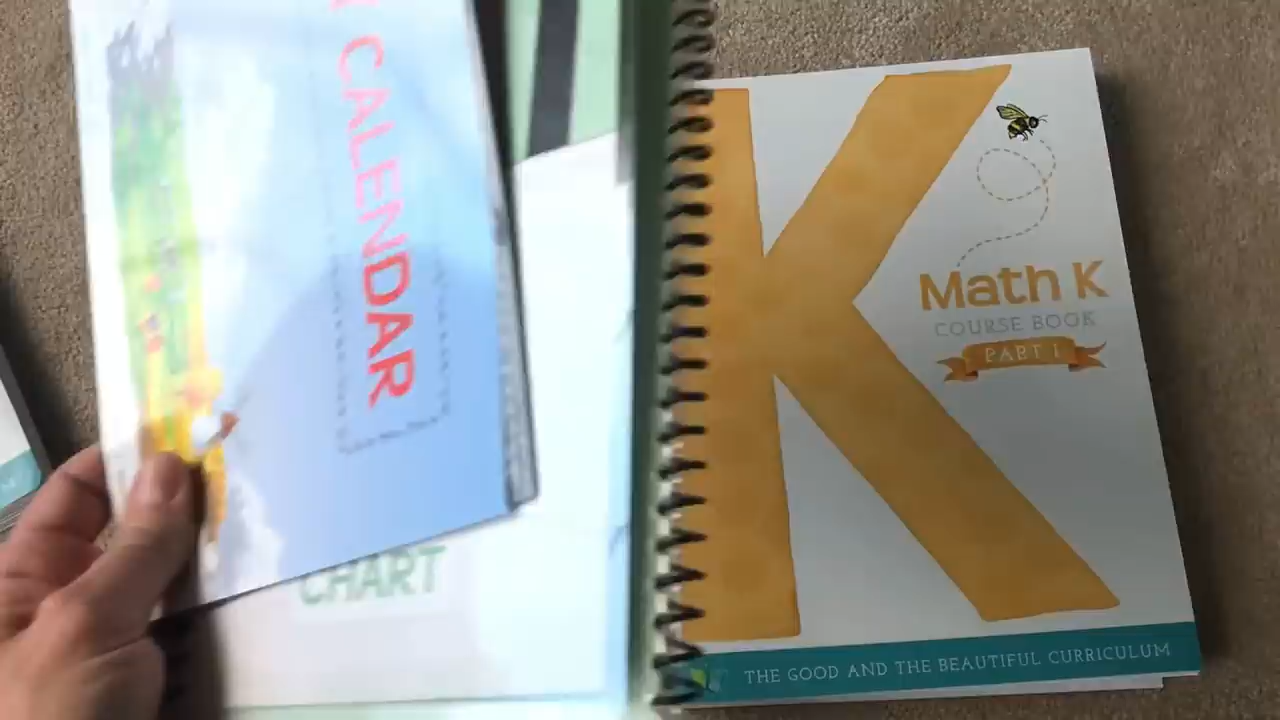 CALENDAR
CHART
Math K
COURSE BOOK
PART 1
THE GOOD AND THE BEAUTIFUL CURRICULUM
K